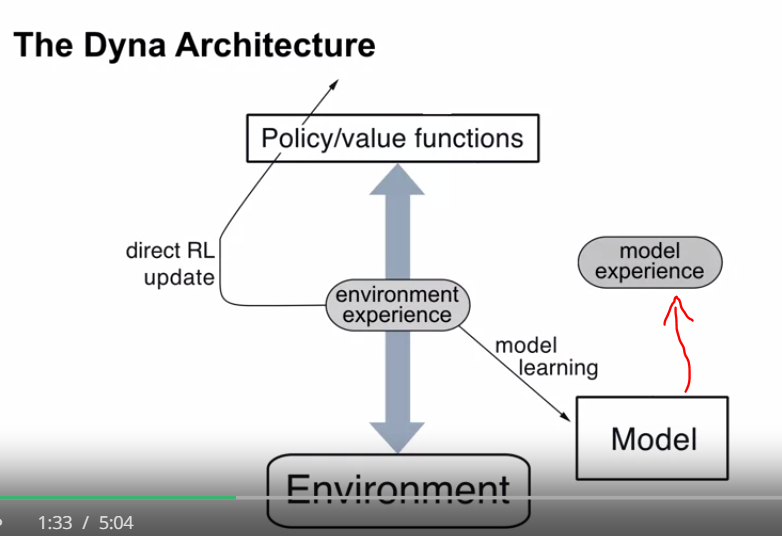 The Dyna Architecture
Policy/value functions
direct RL
update
environment
experience
model
experience
model
learning
Model
Environment
1:33 / 5:04